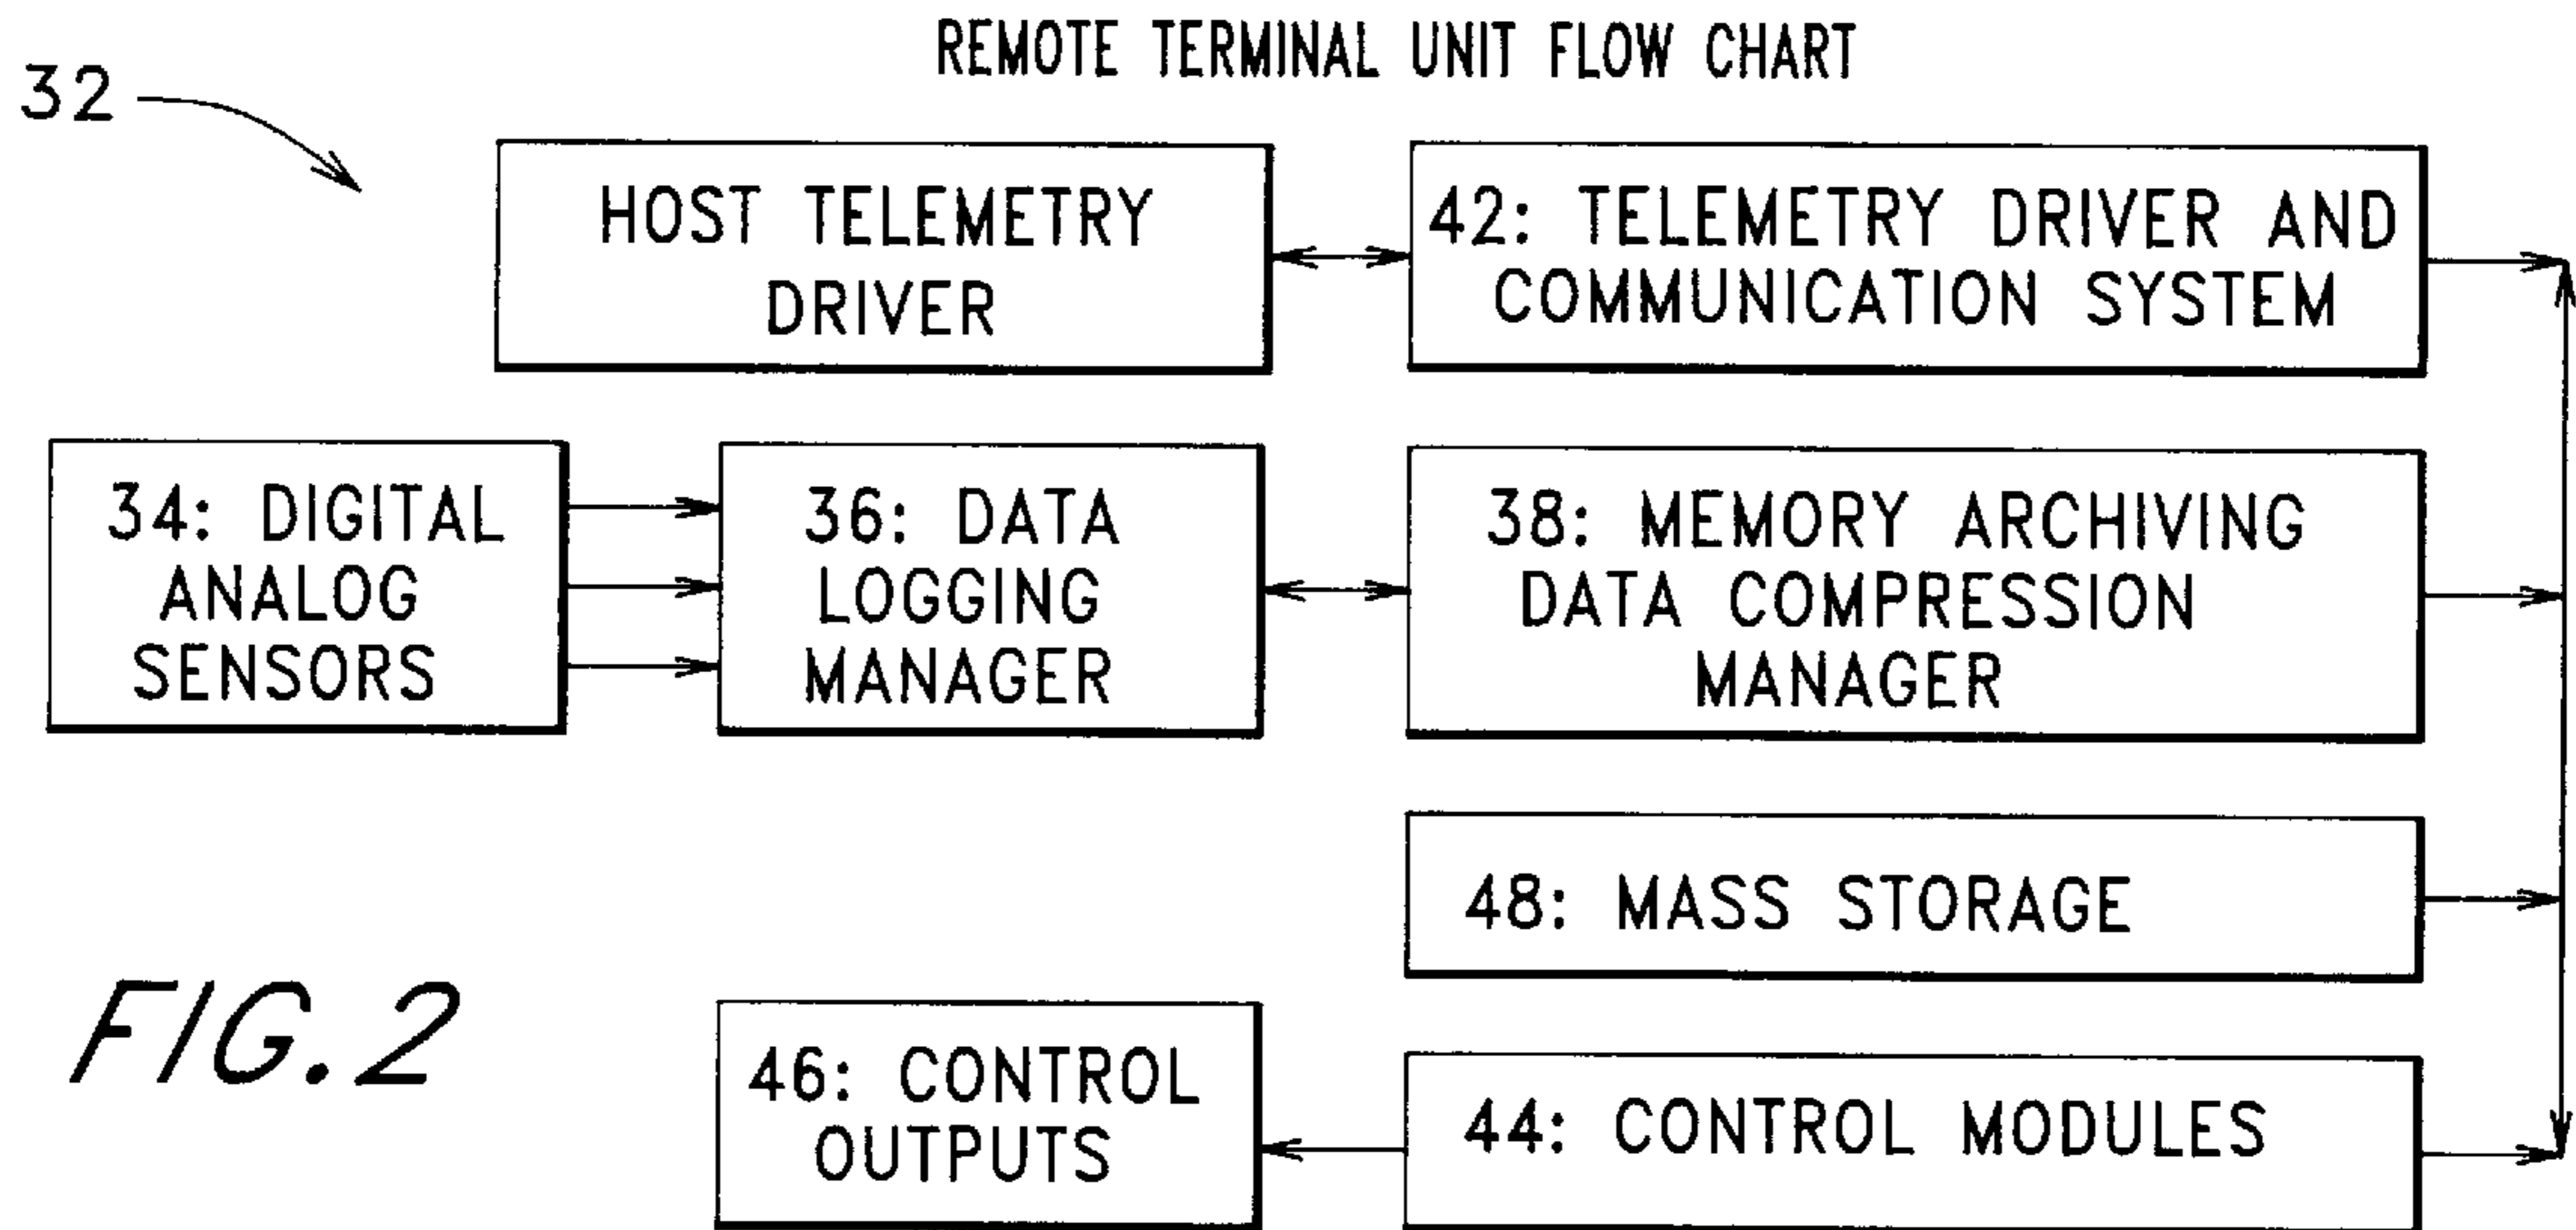 REMOTE TERMINAL UNIT FLOW CHART
32
HOST TELEMETRY
DRIVER
42: TELEMETRY DRIVER AND
COMMUNICATION SYSTEM
34: DIGITAL
ANALOG
SENSORS
36: DATA
LOGGING
MANAGER
38: MEMORY ARCHIVING
DATA COMPRESSION
MANAGER
48: MASS STORAGE
46: CONTROL
OUTPUTS
44: CONTROL MODULES
FIG.2